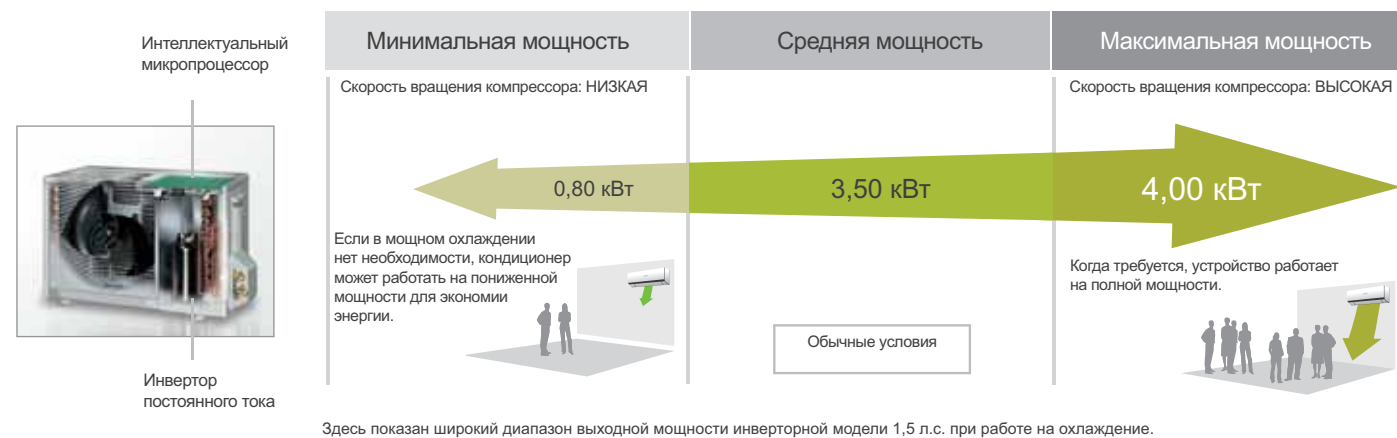 Интеллектуальный
микропроцессор
Инвертор
постоянного тока
Минимальная мощность
Средняя мощность
Максимальная мощность
Скорость вращения компрессора: НИЗКАЯ
Скорость вращения компрессора: ВЫСОКАЯ
0,80 кВт
3,50 кВт
4,00 кВт
Если в мощном охлаждении
нет необходимости, кондиционер
может работать на пониженной
мощности для экономии
энергии.
Обычные условия
Когда требуется, устройство работает
на полной мощности.
Здесь показан широкий диапазон выходной мощности инверторной модели 1,5 л.с. при работе на охлаждение.